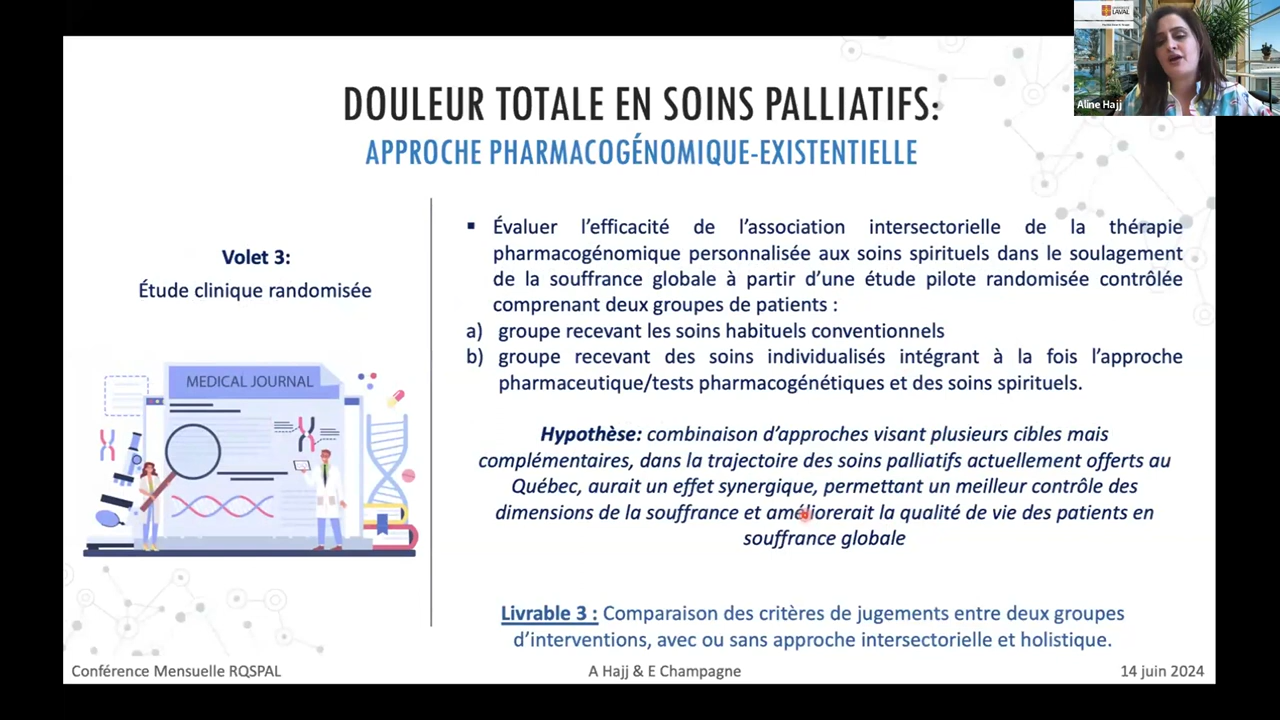 UNIVERSITÉ
LAVAL
Aline Hajj
DOULEUR TOTALE EN SOINS PALLIATIFS:
APPROCHE PHARMACOGÉNOMIQUE-EXISTENTIELLE
Volet 3:
Étude clinique randomisée
MEDICAL JOURNAL
▪ Évaluer l’efficacité de l’association intersectorielle de la thérapie
pharmacogénomique personnalisée aux soins spirituels dans le soulagement
de la souffrance globale à partir d’une étude pilote randomisée contrôlée
comprenant deux groupes de patients :
a) groupe recevant les soins habituels conventionnels
b) groupe recevant des soins individualisés intégrant à la fois l’approche
pharmaceutique/tests pharmacogénétiques et des soins spirituels.
Hypothèse: combinaison d’approches visant plusieurs cibles mais
complémentaires, dans la trajectoire des soins palliatifs actuellement offerts au
Québec, aurait un effet synergique, permettant un meilleur contrôle des
dimensions de la souffrance et améliorerait la qualité de vie des patients en
souffrance globale
Livrable 3 : Comparaison des critères de jugements entre deux groupes
d’interventions, avec ou sans approche intersectorielle et holistique.
Conférence Mensuelle RQSPAL
A Hajj & E Champagne
14 juin 2024